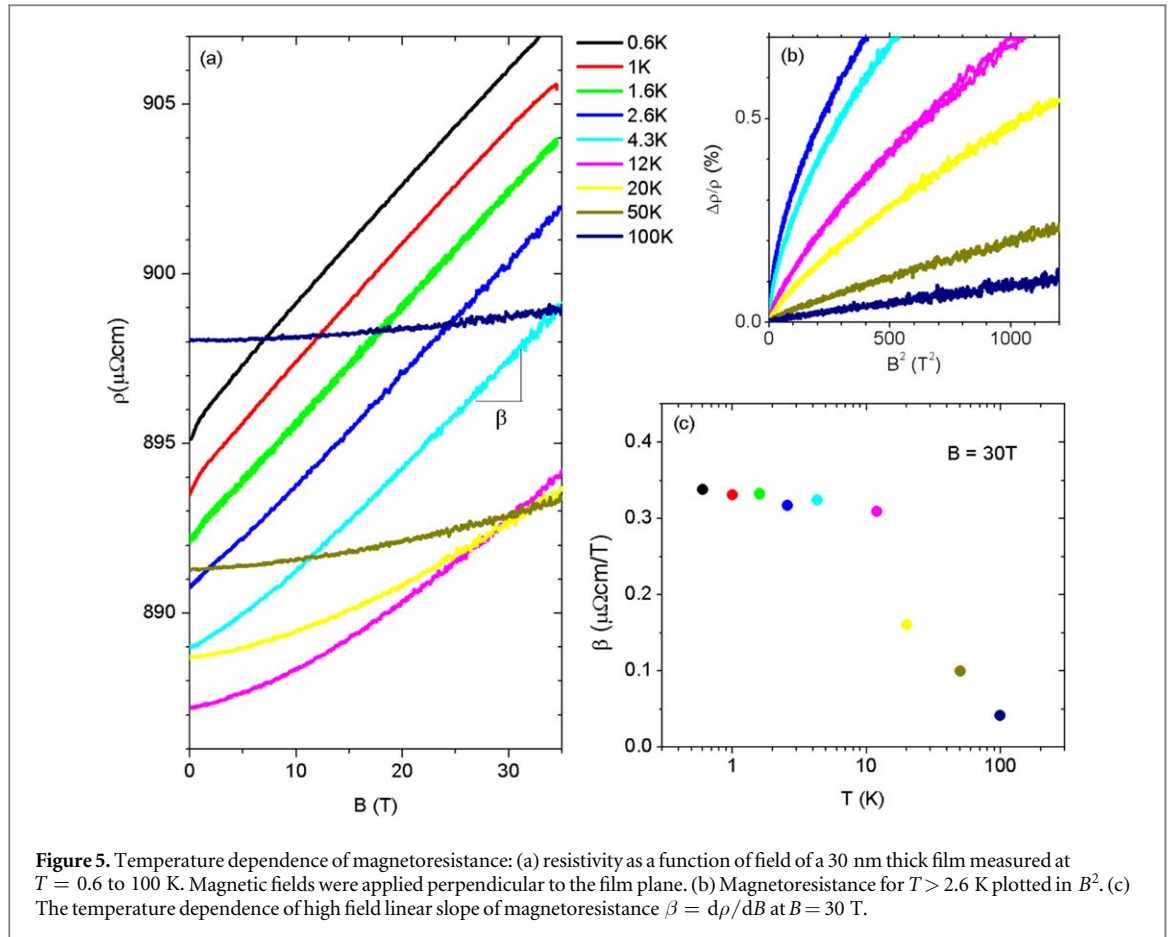 (a)
905
900
895
890
ρ(μΩcm)
0
10
20
30
B (T)
β
0.6K
1K
1.6K
2.6K
4.3K
12K
20K
50K
100K
(b)
0.5
0.0
Δρ/ρ (%)
0
500
1000
B² (T²)
(c)
B = 30T
0.4
0.3
0.2
0.1
0.0
β (μΩcm/T)
1
10
100
T (K)
Figure 5. Temperature dependence of magnetoresistance: (a) resistivity as a function of field of a 30 nm thick film measured at
T = 0.6 to 100 K. Magnetic fields were applied perpendicular to the film plane. (b) Magnetoresistance for T > 2.6 K plotted in B². (c)
The temperature dependence of high field linear slope of magnetoresistance β = dρ/dB at B = 30 T.